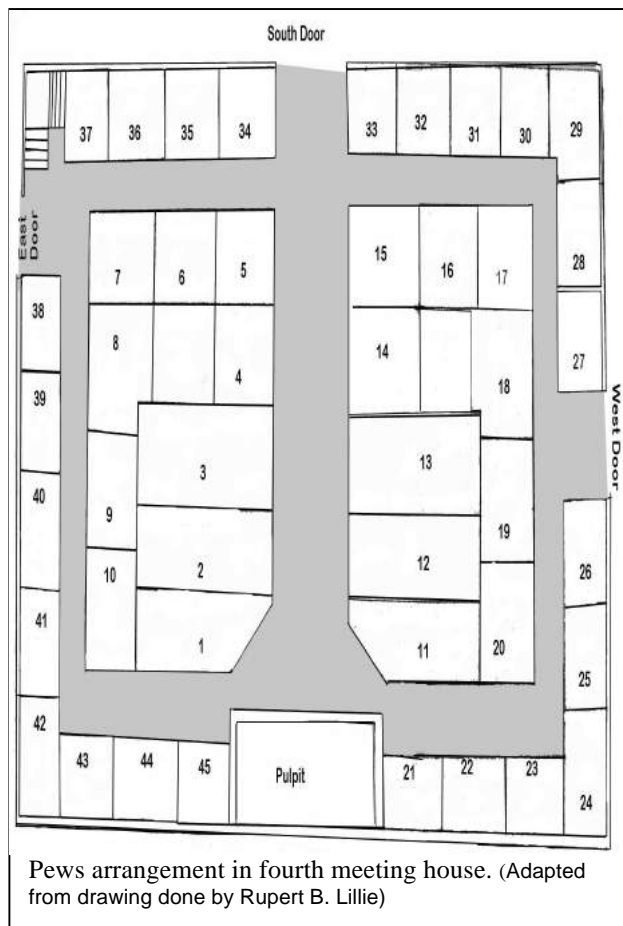 South Door
37 36 35 34 33 32 31 30 29
East Door
7 6 5 15 16 17 28
38 8 4 14 18 27
West Door
39 3 13
40 9 2 12 19 26
10
41 1 11 20 25
42 43 44 45 Pulpit 21 22 23 24
Pews arrangement in fourth meeting house. (Adapted
from drawing done by Rupert B. Lillie)